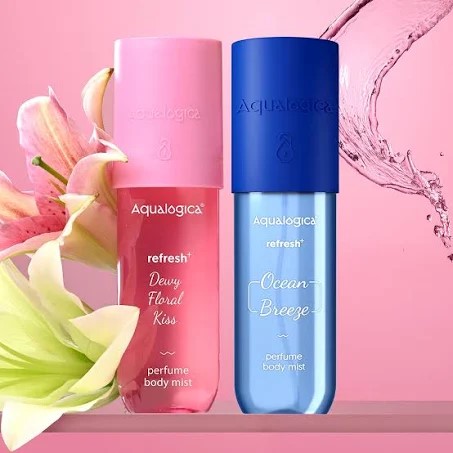 Aqualogica
Aqualogica®
refresh+
Dewy
Floral
Kiss
perfume
body mist
Aqualogica
Aqualogica®
refresh+
Ocean
Breeze
perfume
body mist